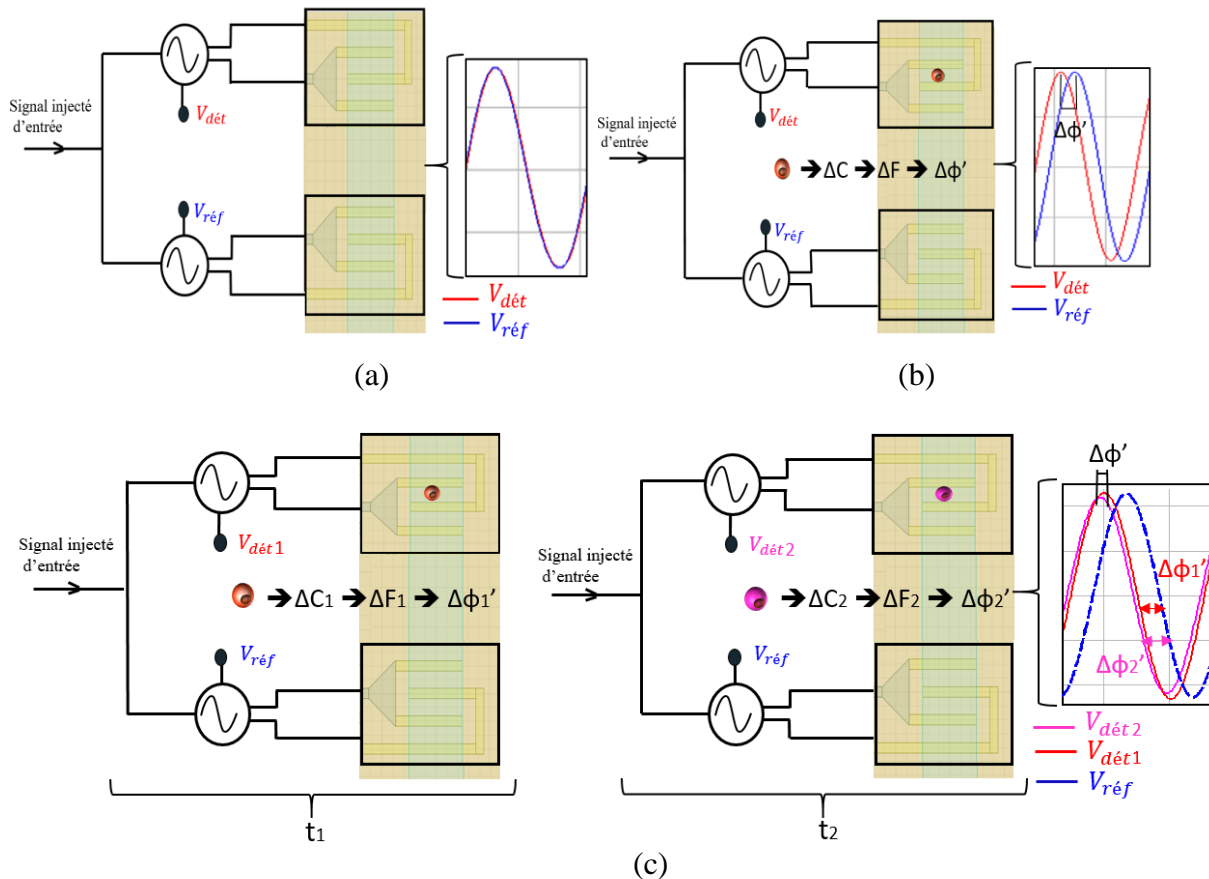 Signal injecté
d'entrée
V_dét
V_réf
V_dét
V_réf
(a)
Signal injecté
d'entrée
V_dét
➔ΔC ➔ΔF ➔ Δϕ'
V_réf
Δϕ'
V_dét
V_réf
(b)
Signal injecté
d'entrée
V_dét1
➔ΔC₁ ➔ΔF₁ ➔ Δϕ₁'
V_réf
t₁
Signal injecté
d'entrée
V_dét2
➔ΔC₂ ➔ΔF₂ ➔ Δϕ₂'
V_réf
t₂
Δϕ'
Δϕ₁'
Δϕ₂'
V_dét2
V_dét1
V_réf
(c)